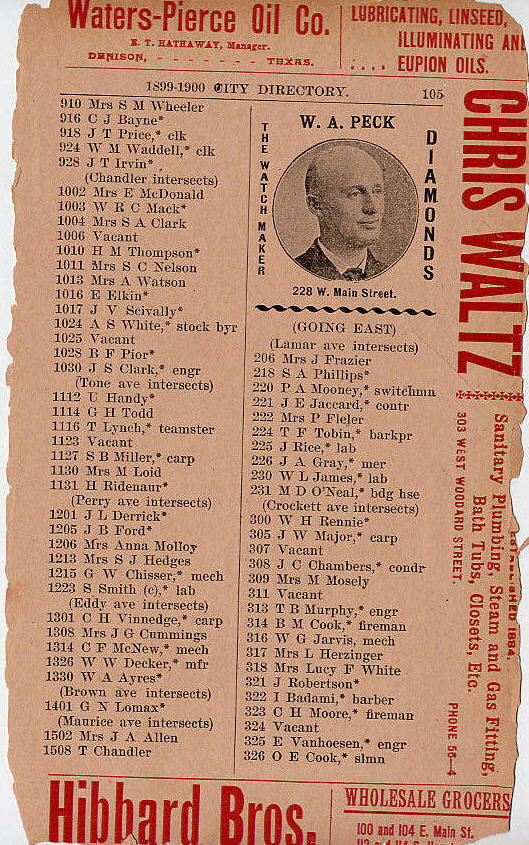 Waters-Pierce Oil Co.
E. T. HATHAWAY, Manager.
DENISON, - - - - - - - TEXAS.
LUBRICATING, LINSEED,
ILLUMINATING AN
.... EUPION OILS.
1899-1900 CITY DIRECTORY. 105
910 Mrs S M Wheeler
916 C J Bayne*
918 J T Price,* clk
924 W M Waddell,* clk
928 J T Irvin*
(Chandler intersects)
1002 Mrs E McDonald
1003 W R C Mack*
1004 Mrs S A Clark
1006 Vacant
1010 H M Thompson*
1011 Mrs S C Nelson
1013 Mrs A Watson
1016 E Elkin*
1017 J V Scivally*
1024 A S White,* stock byr
1025 Vacant
1028 B F Pior*
1030 J S Clark,* engr
(Tone ave intersects)
1112 U Handy*
1114 G H Todd
1116 T Lynch,* teamster
1123 Vacant
1127 S B Miller,* carp
1130 Mrs M Loid
1131 H Ridenaur*
(Perry ave intersects)
1201 J L Derrick*
1205 J B Ford*
1206 Mrs Anna Molloy
1213 Mrs S J Hedges
1215 G W Chisser,* mech
1223 S Smith (c),* lab
(Eddy ave intersects)
1301 C H Vinnedge,* carp
1308 Mrs J G Cummings
1314 C F McNew,* mech
1326 W W Decker,* mfr
1330 W A Ayres*
(Brown ave intersects)
1401 G N Lomax*
(Maurice ave intersects)
1502 Mrs J A Allen
1508 T Chandler
W. A. PECK
THE WATCH MAKER
DIAMONDS
228 W. Main Street.
(GOING EAST)
(Lamar ave intersects)
206 Mrs J Frazier
218 S A Phillips*
220 P A Mooney,* switchmn
221 J E Jaccard,* contr
222 Mrs P Fleler
224 T F Tobin,* barkpr
225 J Rice,* lab
226 J A Gray,* mer
230 W L James,* lab
231 M D O'Neal,* bdg hse
(Crockett ave intersects)
300 W H Rennie*
305 J W Major,* carp
307 Vacant
308 J C Chambers,* condr
309 Mrs M Mosely
311 Vacant
313 T B Murphy,* engr
314 B M Cook,* fireman
316 W G Jarvis, mech
317 Mrs L Herzinger
318 Mrs Lucy F White
321 J Robertson*
322 I Badami,* barber
323 C H Moore,* fireman
324 Vacant
325 E Vanhoesen,* engr
326 O E Cook,* slmn
CHRIS WALTZ
1884.
Sanitary Plumbing, Steam and Gas Fitting,
Bath Tubs, Closets, Etc.
303 WEST WOODARD STREET. PHONE 56—4
Hibbard Bros.
WHOLESALE GROCERS
100 and 104 E. Main St.